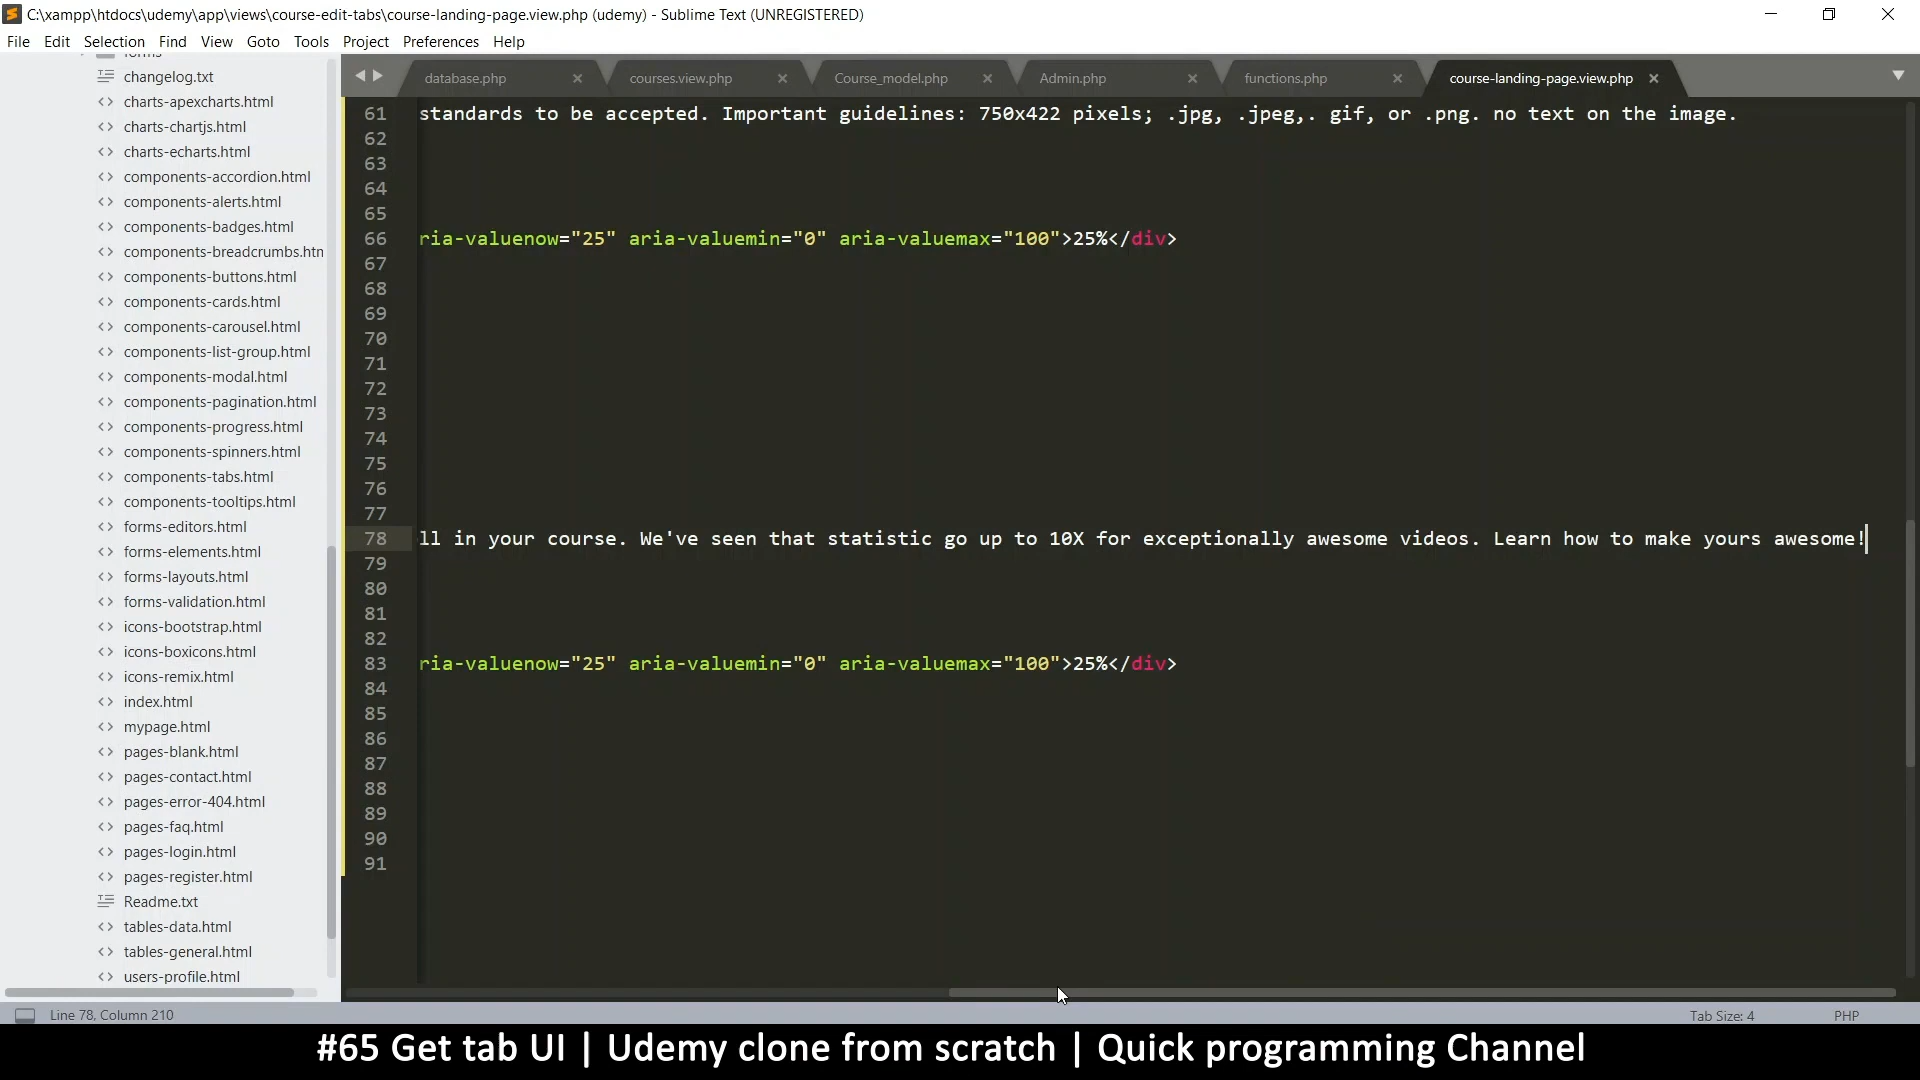 C:\xampp\htdocs\udemy\app\views\course-edit-tabs\course-landing-page.view.php (udemy) - Sublime Text (UNREGISTERED)
File Edit Selection Find View Goto Tools Project Preferences Help
forms
changelog.txt
charts-apexcharts.html
charts-chartjs.html
charts-echarts.html
components-accordion.html
components-alerts.html
components-badges.html
components-breadcrumbs.htm
components-buttons.html
components-cards.html
components-carousel.html
components-list-group.html
components-modal.html
components-pagination.html
components-progress.html
components-spinners.html
components-tabs.html
components-tooltips.html
forms-editors.html
forms-elements.html
forms-layouts.html
forms-validation.html
icons-bootstrap.html
icons-boxicons.html
icons-remix.html
index.html
mypage.html
pages-blank.html
pages-contact.html
pages-error-404.html
pages-faq.html
pages-login.html
pages-register.html
Readme.txt
tables-data.html
tables-general.html
users-profile.html
database.php courses.view.php Course_model.php Admin.php functions.php course-landing-page.view.php
61 standards to be accepted. Important guidelines: 750x422 pixels; .jpg, .jpeg,. gif, or .png. no text on the image.
62
63
64
65
66 ria-valuenow="25" aria-valuemin="0" aria-valuemax="100">25%</div>
67
68
69
70
71
72
73
74
75
76
77
78 ll in your course. We've seen that statistic go up to 10X for exceptionally awesome videos. Learn how to make yours awesome!
79
80
81
82
83 ria-valuenow="25" aria-valuemin="0" aria-valuemax="100">25%</div>
84
85
86
87
88
89
90
91
Line 78, Column 210 Tab Size: 4 PHP
#65 Get tab UI | Udemy clone from scratch | Quick programming Channel